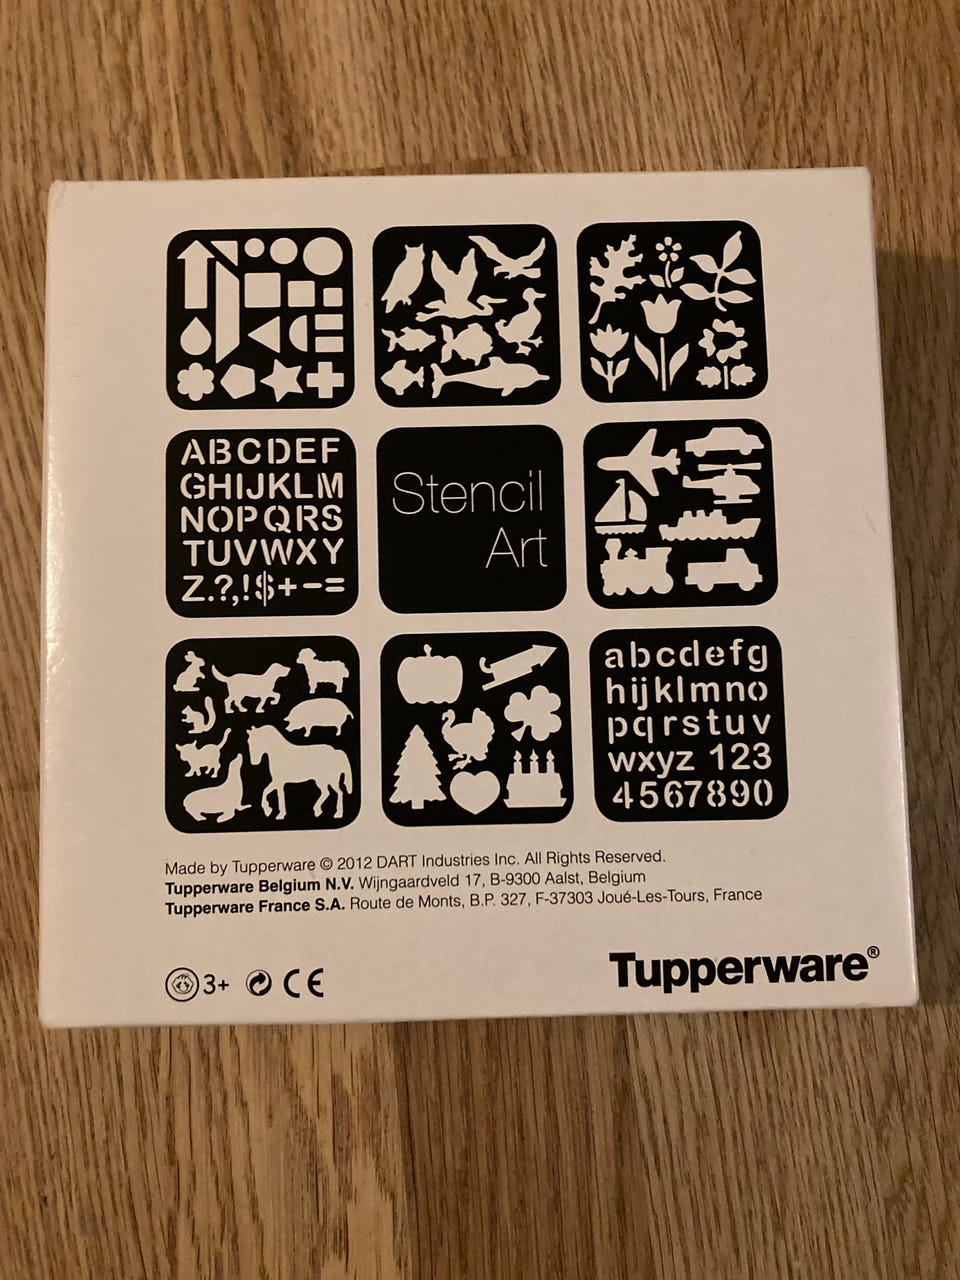 ABCDEF
GHIJKLM
NOPQRS
TUVWXY
Z.?,!$+-=
Stencil
Art
abcdefg
hijklmno
pqrstuv
wxyz 123
4567890
Made by Tupperware © 2012 DART Industries Inc. All Rights Reserved.
Tupperware Belgium N.V. Wijngaardveld 17, B-9300 Aalst, Belgium
Tupperware France S.A. Route de Monts, B.P. 327, F-37303 Joué-Les-Tours, France
3+ CE
Tupperware®